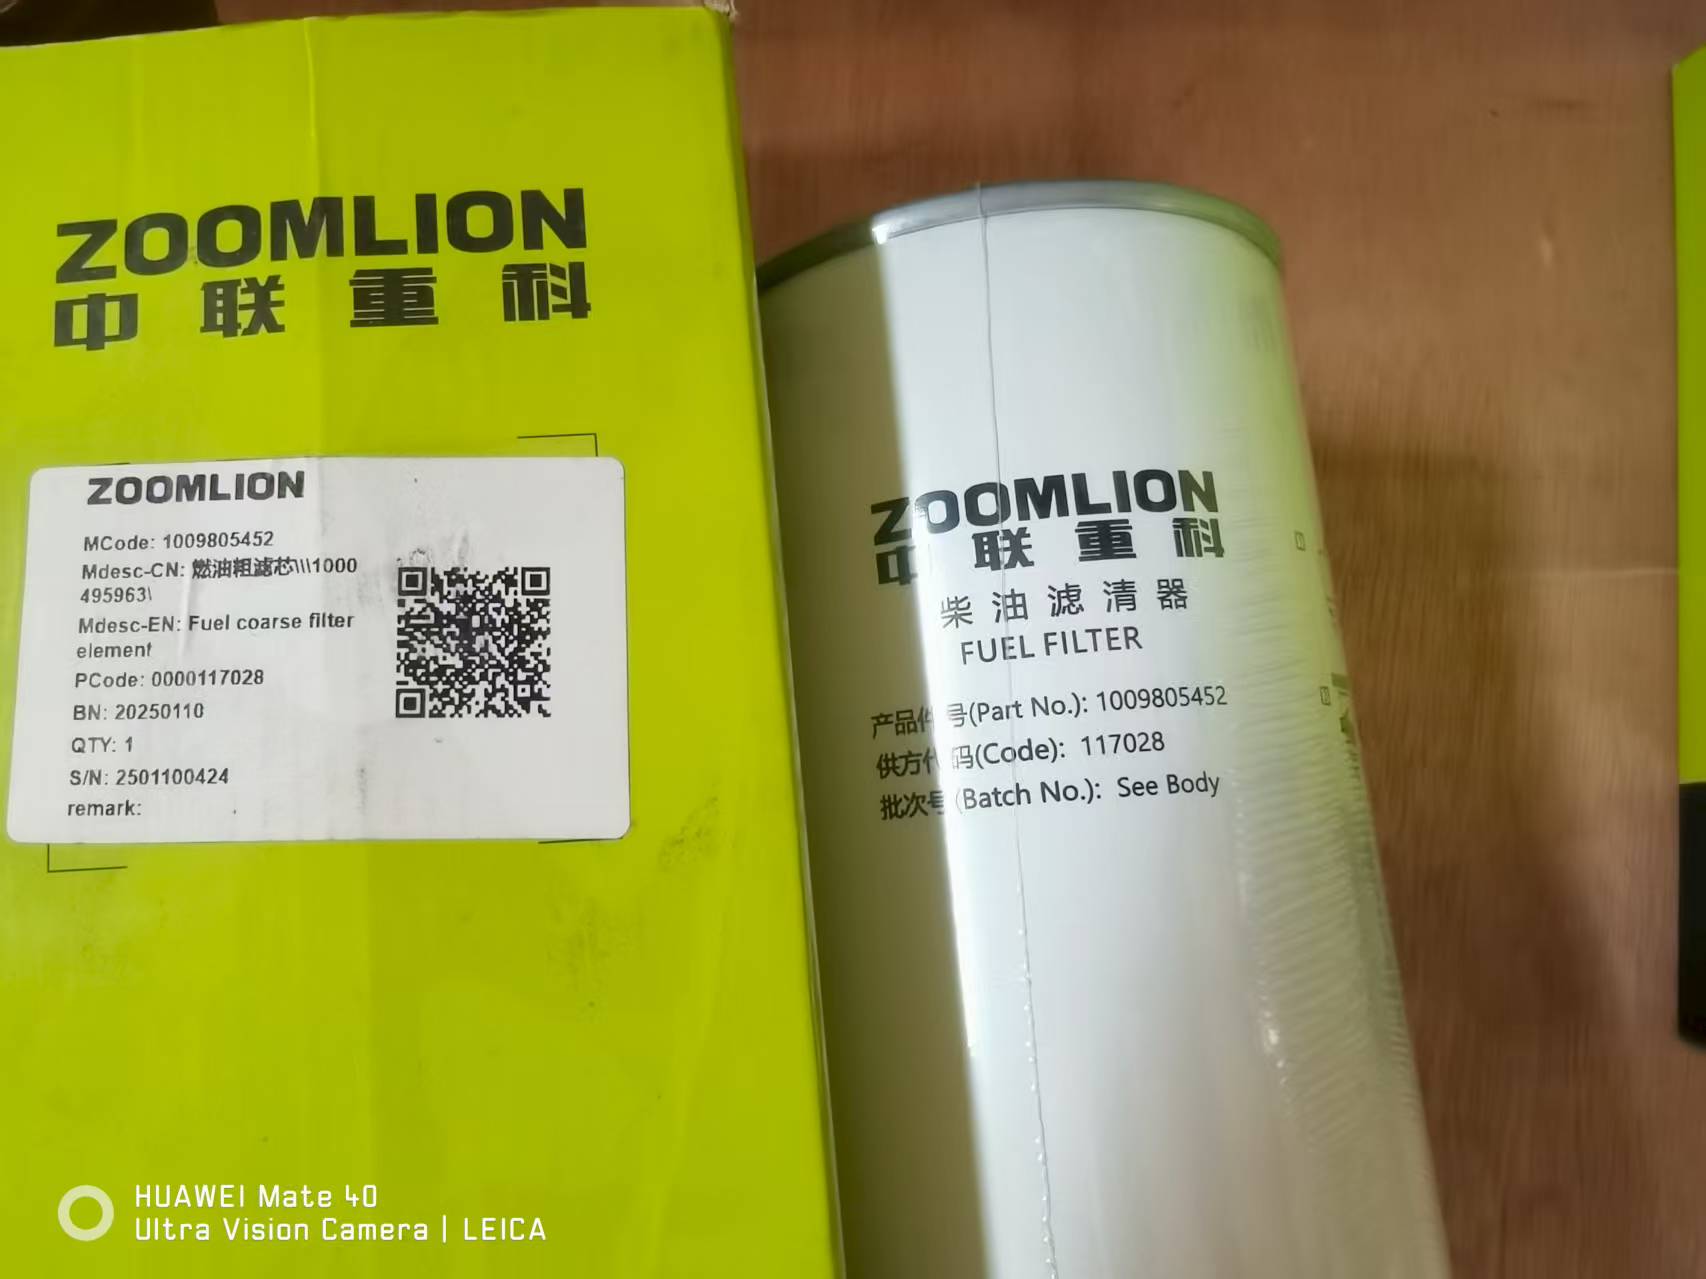 ZOOMLION
中联重科
ZOOMLION
MCode: 1009805452
Mdesc-CN: 燃油粗滤芯\\\1000
495963\
Mdesc-EN: Fuel coarse filter
element
PCode: 0000117028
BN: 20250110
QTY: 1
S/N: 2501100424
remark:
ZOOMLION
中联重科
柴油滤清器
FUEL FILTER
产品件号(Part No.): 1009805452
供方代码(Code): 117028
批次号(Batch No.): See Body
HUAWEI Mate 40
Ultra Vision Camera | LEICA